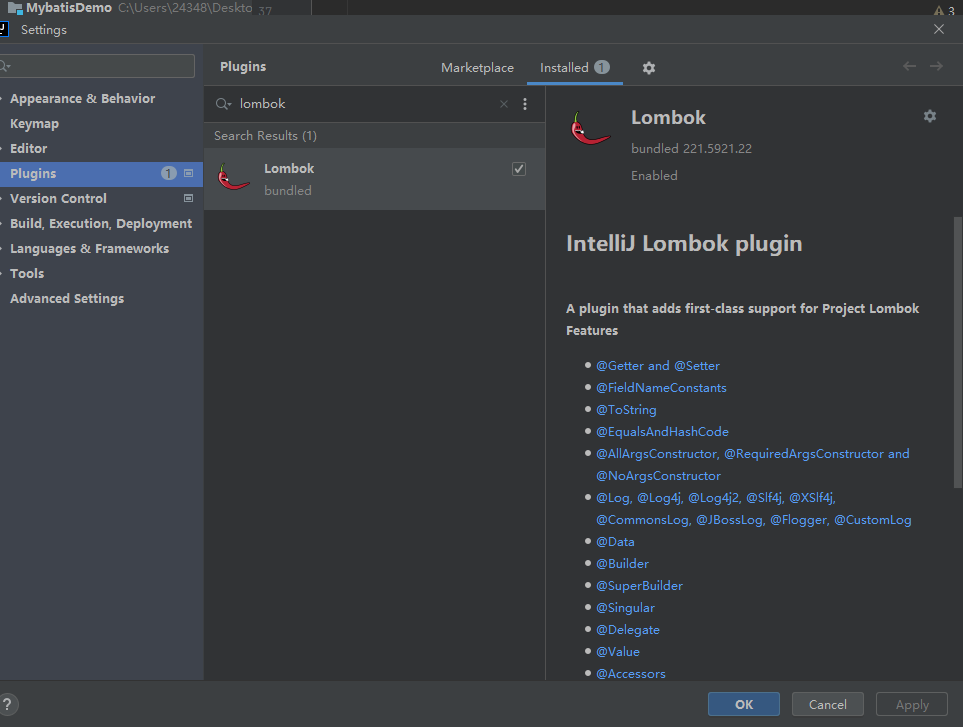 MybatisDemo C:\Users\24348\Deskto 37
3
Settings
Appearance & Behavior
Keymap
Editor
Plugins 1
Version Control
Build, Execution, Deployment
Languages & Frameworks
Tools
Advanced Settings
Plugins
Marketplace
Installed 1
lombok
Search Results (1)
Lombok
bundled
Lombok
bundled 221.5921.22
Enabled
IntelliJ Lombok plugin
A plugin that adds first-class support for Project Lombok
Features
@Getter and @Setter
@FieldNameConstants
@ToString
@EqualsAndHashCode
@AllArgsConstructor, @RequiredArgsConstructor and
@NoArgsConstructor
@Log, @Log4j, @Log4j2, @Slf4j, @XSlf4j,
@CommonsLog, @JBossLog, @Flogger, @CustomLog
@Data
@Builder
@SuperBuilder
@Singular
@Delegate
@Value
@Accessors
?
OK
Cancel
Apply